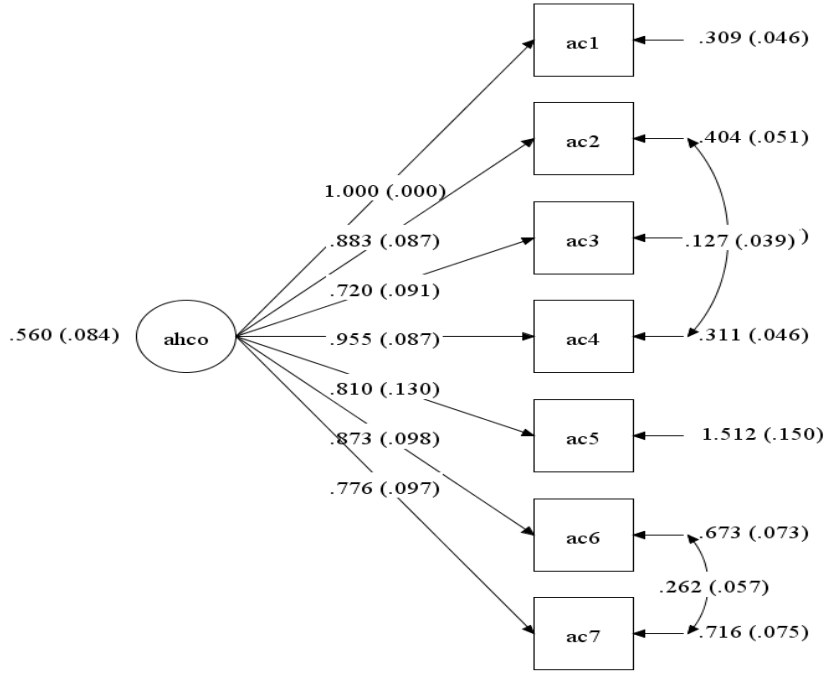 ac1
.309 (.046)
ac2
.404 (.051)
1.000 (.000)
.883 (.087)
ac3
.127 (.039)
)
.720 (.091)
.560 (.084)
ahco
.955 (.087)
ac4
.311 (.046)
.810 (.130)
.873 (.098)
ac5
1.512 (.150)
.776 (.097)
ac6
.673 (.073)
.262 (.057)
ac7
.716 (.075)